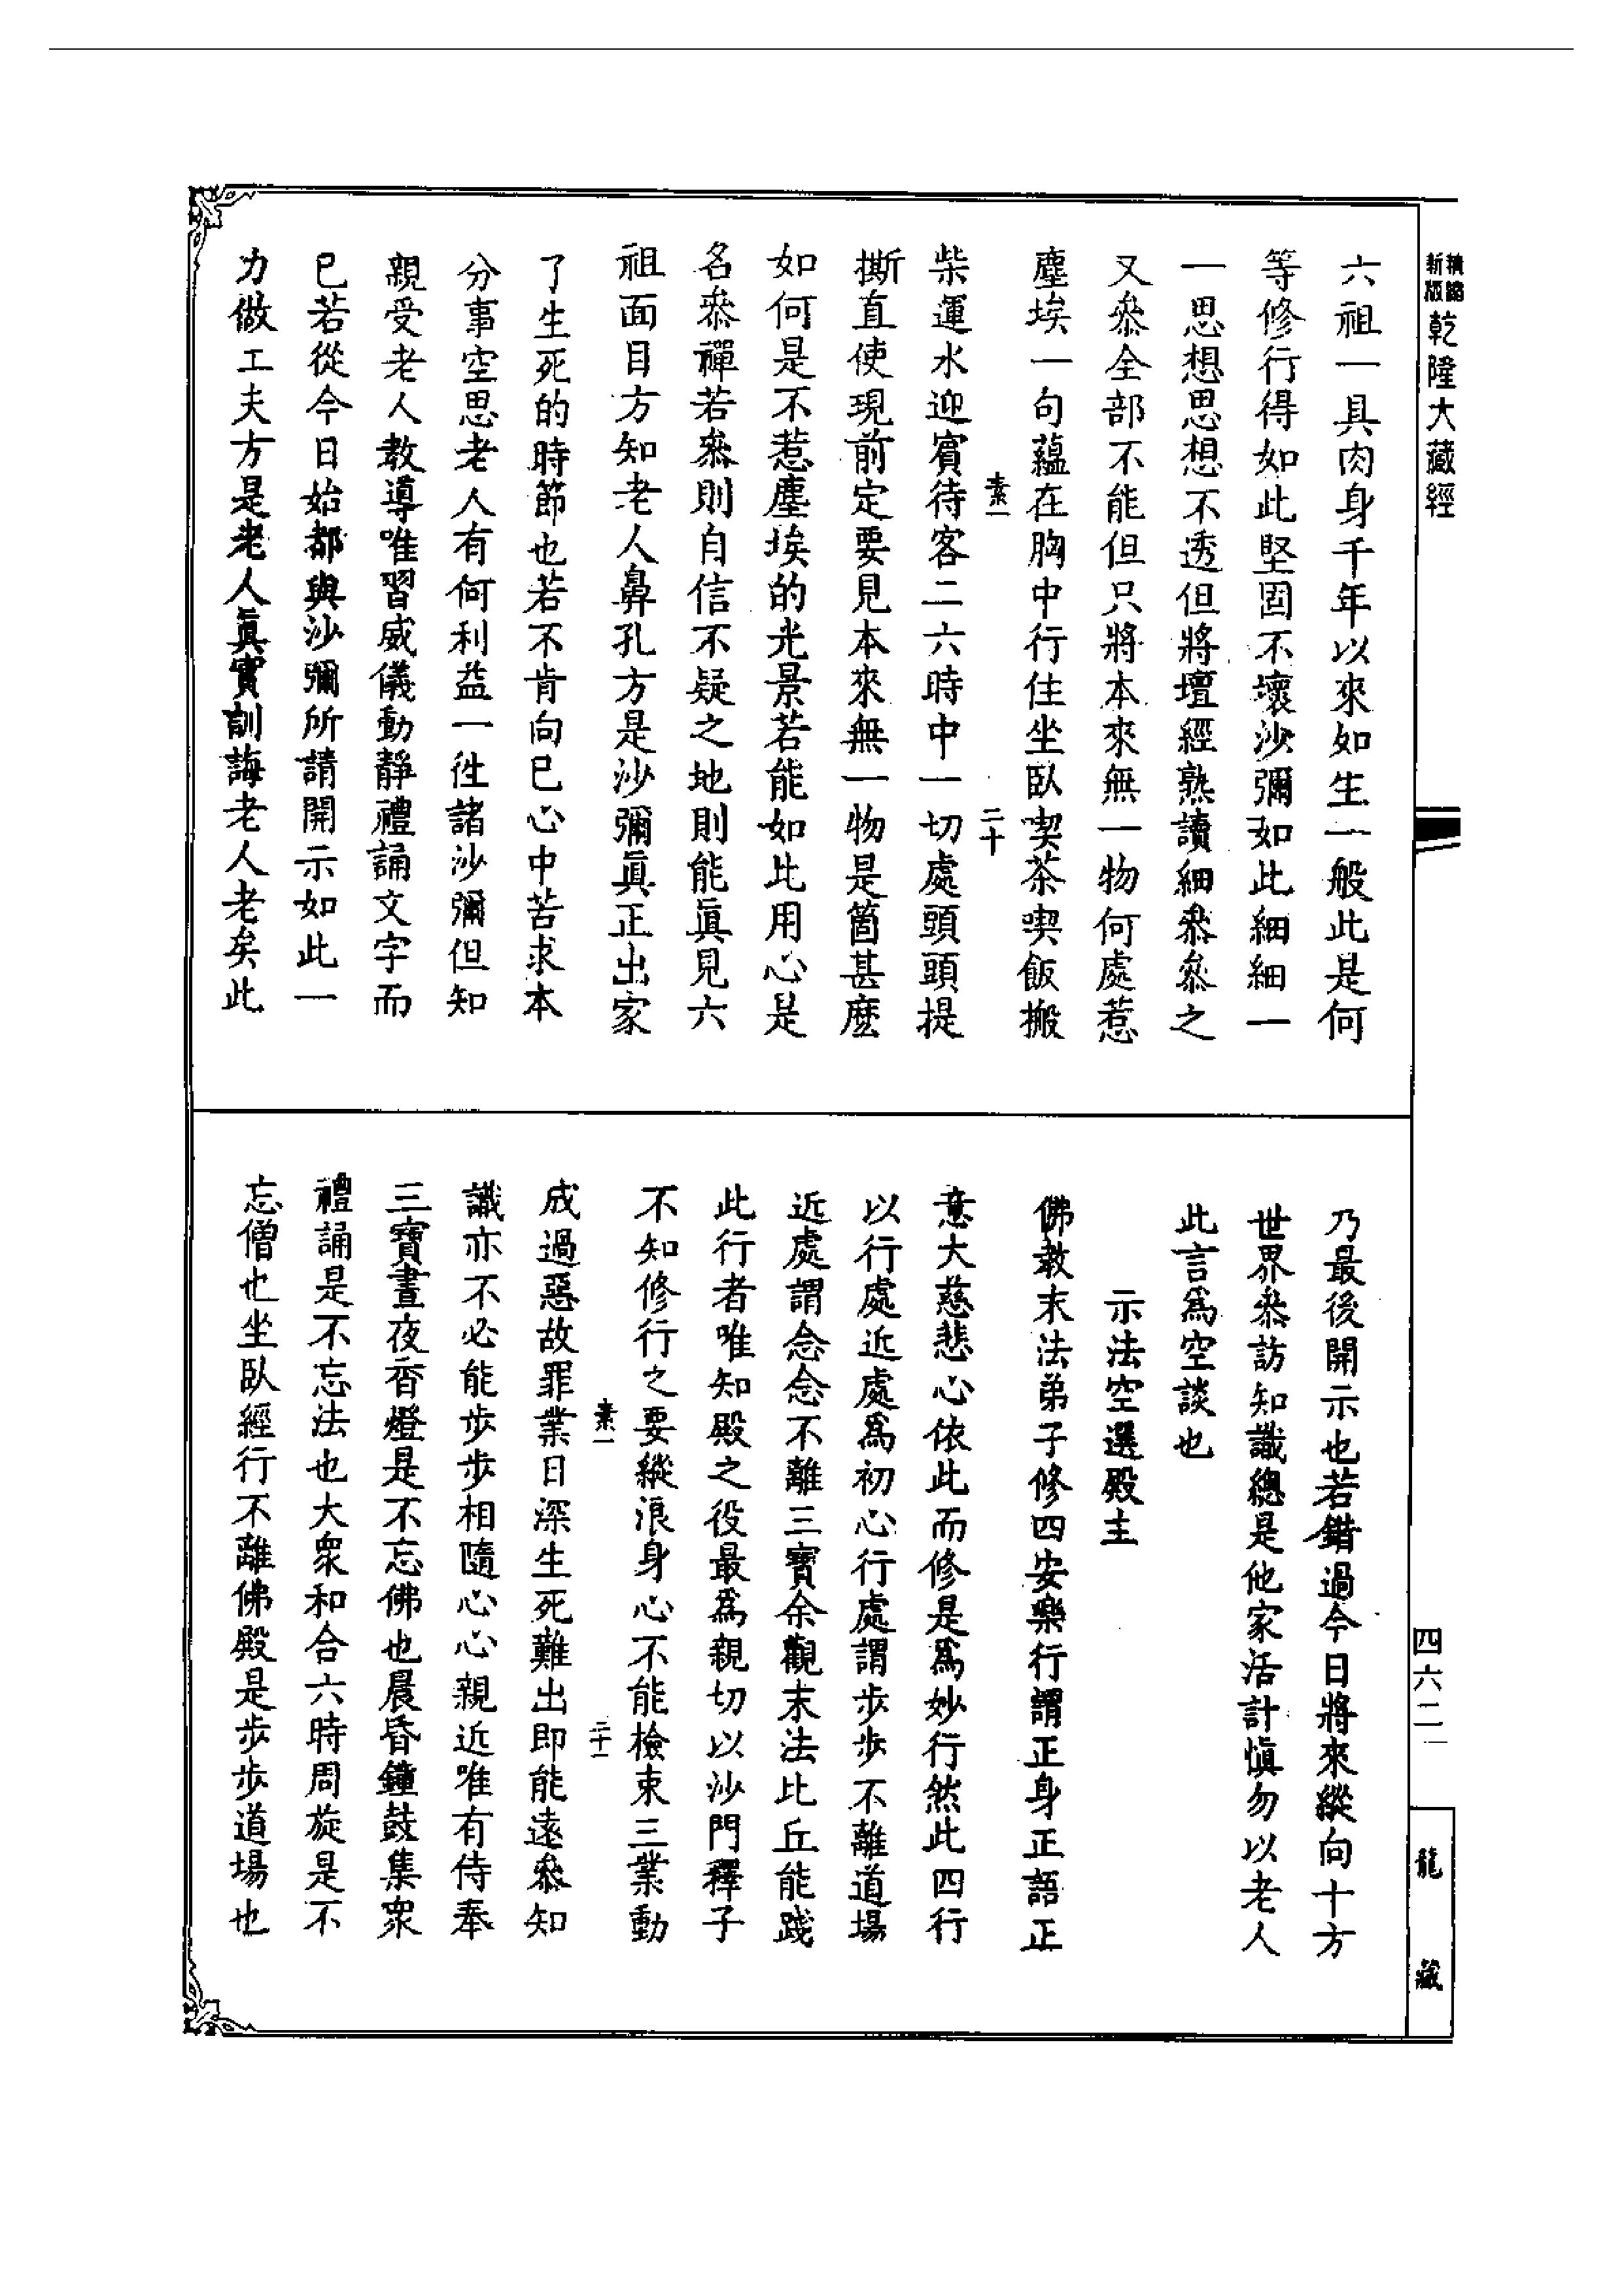 新版
乾隆大藏經
六祖一具肉身千年以來如生一般此是何
等修行得如此堅固不壞沙彌如此細細一
一思想思想不透但將壇經熟讀細叅叅之
又叅全部不能但只將本來無一物何處惹
塵埃一句蘊在胸中行住坐臥喫茶喫飯搬
柴運水迎賓待客二六時中一切處頭頭提
素一
二十
撕直使現前定要見本來無一物是箇甚麼
如何是不惹塵埃的光景若能如此用心是
名叅禪若叅則自信不疑之地則能眞見六
祖面目方知老人鼻孔方是沙彌眞正出家
了生死的時節也若不肯向已心中苦求本
分事空思老人有何利益一往諸沙彌但知
親受老人教導唯習威儀動靜禮誦文字而
已若從今日始都與沙彌所請開示如此一
力做工夫方是老人眞實訓誨老人老矣此
乃最後開示也若錯過今日將來縱向十方
世界叅訪知識總是他家活計慎勿以老人
此言爲空談也
示法空選殿主
佛敎末法弟子修四安樂行謂正身正語正
意大慈悲心依此而修是爲妙行然此四行
以行處近處爲初心行處謂步步不離道場
近處謂念念不離三寶余觀末法比丘能踐
此行者唯知殿之役最爲親切以沙門釋子
不知修行之要縱浪身心不能檢束三業動
素一
二十一
成過惡故罪業日深生死難出即能遠叅知
識亦不必能步步相隨心心親近唯有侍奉
三寶晝夜香燈是不忘佛也晨昏鐘鼓集衆
禮誦是不忘法也大衆和合六時周旋是不
忘僧也坐臥經行不離佛殿是步步道場也
四六二
龍藏